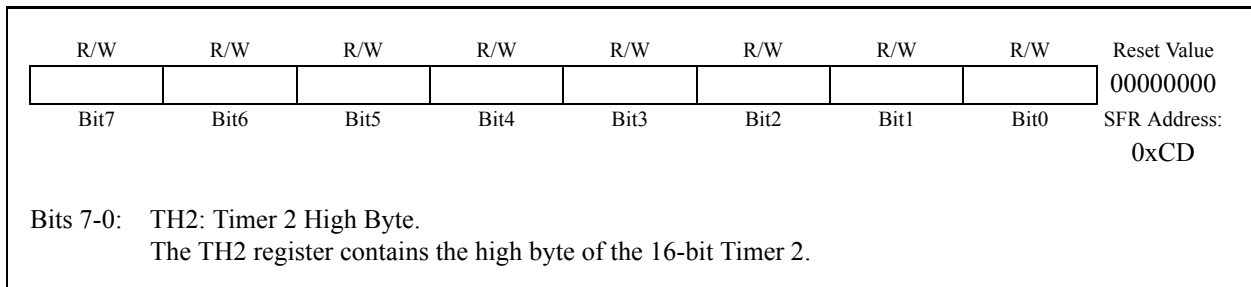 R/W R/W R/W R/W R/W R/W R/W R/W Reset Value
00000000
Bit7 Bit6 Bit5 Bit4 Bit3 Bit2 Bit1 Bit0 SFR Address:
0xCD
Bits 7-0: TH2: Timer 2 High Byte.
The TH2 register contains the high byte of the 16-bit Timer 2.